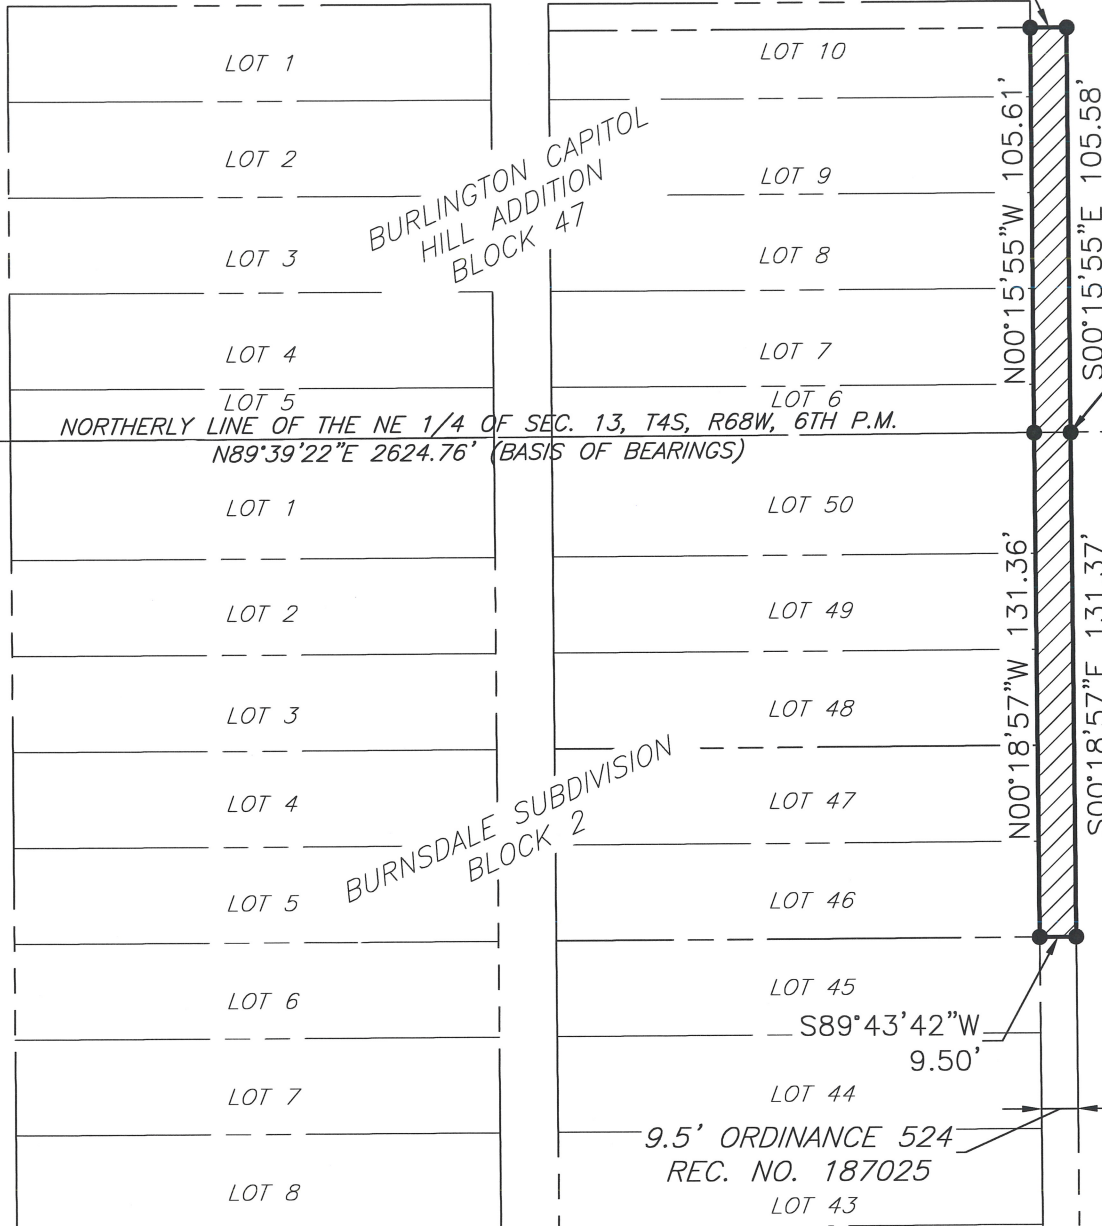 LOT 1
LOT 2
LOT 3
LOT 4
LOT 5
LOT 10
LOT 9
LOT 8
LOT 7
LOT 6
BURLINGTON CAPITOL
HILL ADDITION
BLOCK 47
N00°15'55"W 105.61'
S00°15'55"E 105.58'
NORTHERLY LINE OF THE NE 1/4 OF SEC. 13, T4S, R68W, 6TH P.M.
N89°39'22"E 2624.76' (BASIS OF BEARINGS)
LOT 1
LOT 2
LOT 3
LOT 4
LOT 5
LOT 6
LOT 7
LOT 8
LOT 50
LOT 49
LOT 48
LOT 47
LOT 46
LOT 45
LOT 44
LOT 43
BURNSDALE SUBDIVISION
BLOCK 2
N00°18'57"W 131.36'
S00°18'57"E 131.37'
S89°43'42"W
9.50'
9.5' ORDINANCE 524
REC. NO. 187025